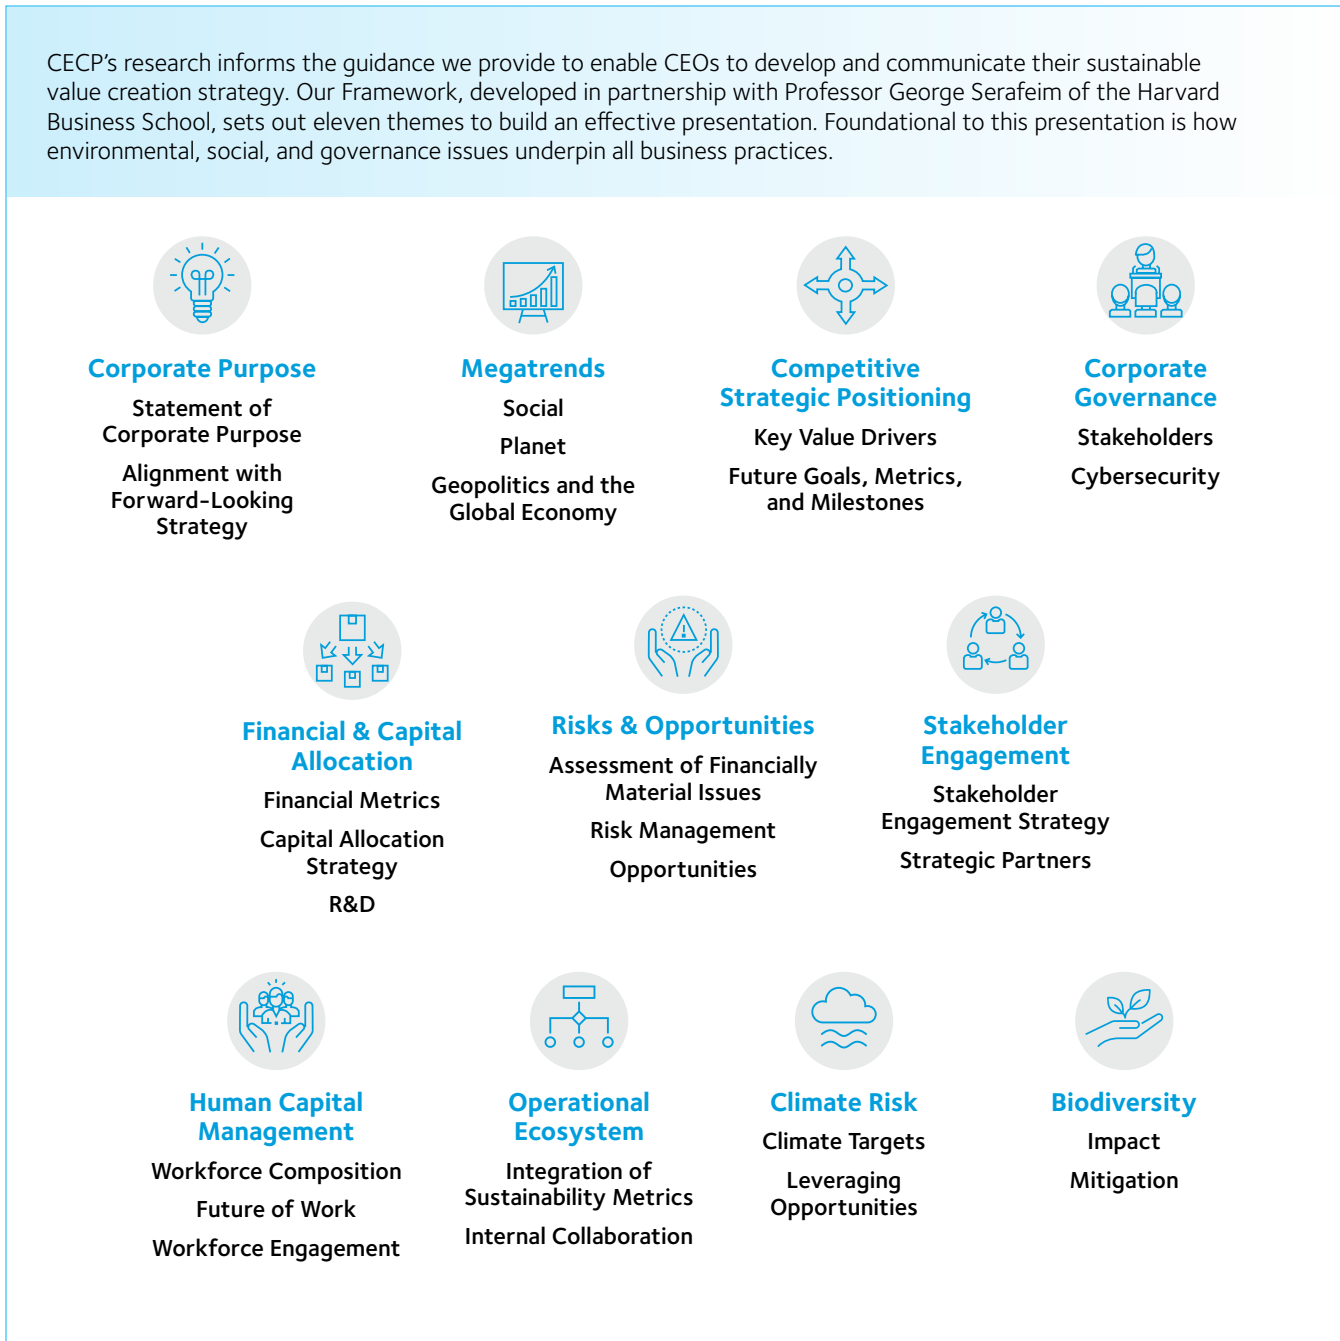 CECP’s research informs the guidance we provide to enable CEOs to develop and communicate their sustainable
value creation strategy. Our Framework, developed in partnership with Professor George Serafeim of the Harvard
Business School, sets out eleven themes to build an effective presentation. Foundational to this presentation is how
environmental, social, and governance issues underpin all business practices.
Corporate Purpose
Statement of
Corporate Purpose
Alignment with
Forward-Looking
Strategy
Megatrends
Social
Planet
Geopolitics and the
Global Economy
Competitive
Strategic Positioning
Key Value Drivers
Future Goals, Metrics,
and Milestones
Corporate
Governance
Stakeholders
Cybersecurity
Financial & Capital
Allocation
Financial Metrics
Capital Allocation
Strategy
R&D
Risks & Opportunities
Assessment of Financially
Material Issues
Risk Management
Opportunities
Stakeholder
Engagement
Stakeholder
Engagement Strategy
Strategic Partners
Human Capital
Management
Workforce Composition
Future of Work
Workforce Engagement
Operational
Ecosystem
Integration of
Sustainability Metrics
Internal Collaboration
Climate Risk
Climate Targets
Leveraging
Opportunities
Biodiversity
Impact
Mitigation